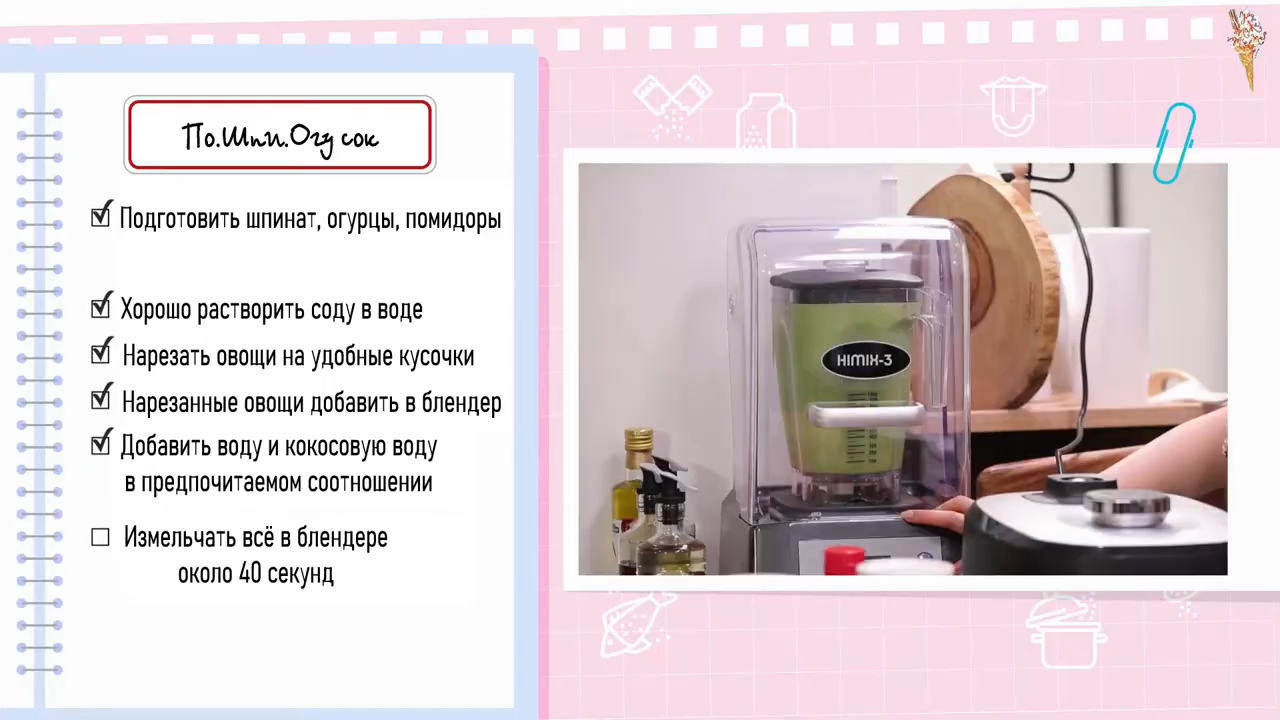 По.Шпи.Огу сок
Подготовить шпинат, огурцы, помидоры
Хорошо растворить соду в воде
Нарезать овощи на удобные кусочки
Нарезанные овощи добавить в блендер
Добавить воду и кокосовую воду
в предпочитаемом соотношении
Измельчать всё в блендере
около 40 секунд
HIMIX-3